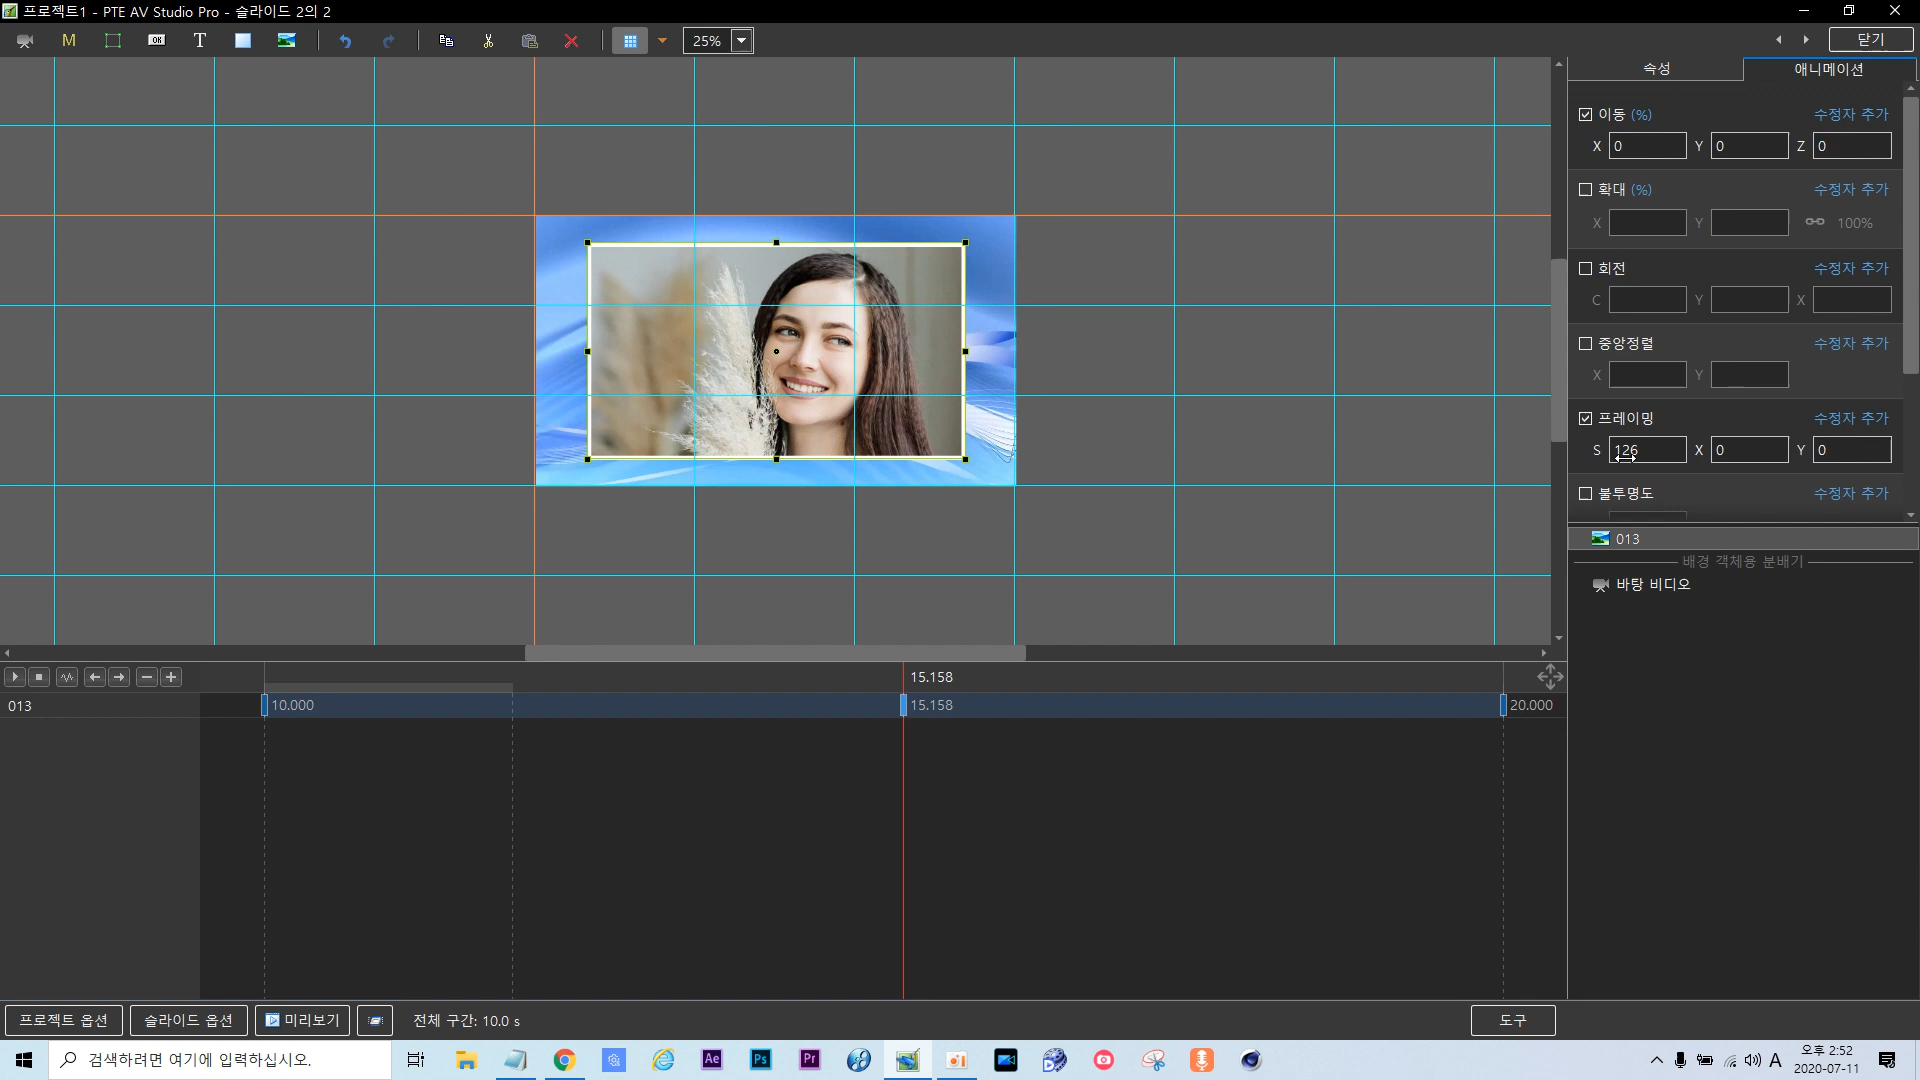 프로젝트1 - PTE AV Studio Pro - 슬라이드 2의 2
M OK T 25% 닫기
속성 애니메이션
이동 (%) 수정자 추가
X 0 Y 0 Z 0
확대 (%) 수정자 추가
X Y 100%
회전 수정자 추가
C Y X
중앙정렬 수정자 추가
X Y
프레이밍 수정자 추가
S 126 X 0 Y 0
불투명도 수정자 추가
013
배경 객체용 분배기
바탕 비디오
15.158
013 10.000 15.158 20.000
프로젝트 옵션 슬라이드 옵션 미리보기 전체 구간: 10.0 s 도구
검색하려면 여기에 입력하십시오. Ae Ps Pr A 오후 2:52
2020-07-11